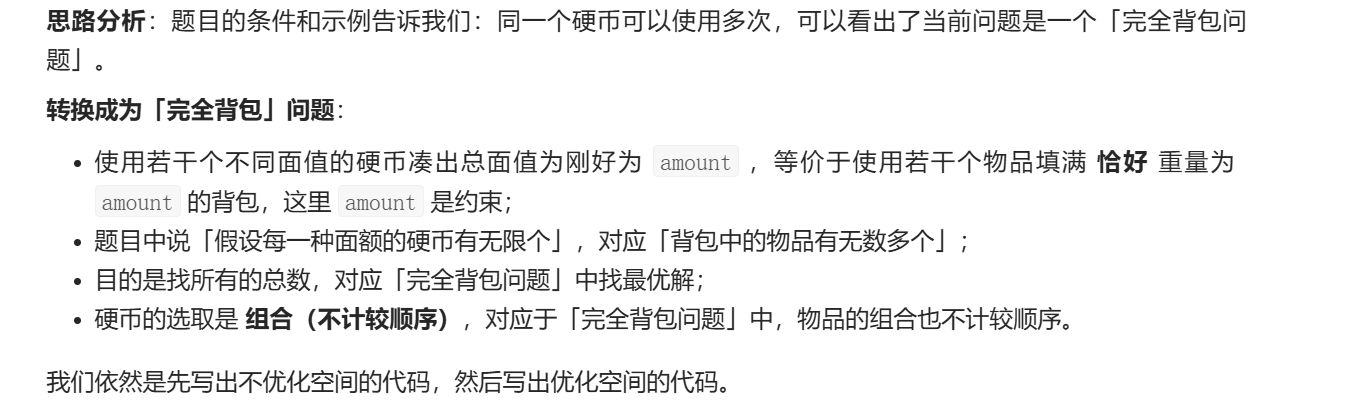 思路分析：题目的条件和示例告诉我们：同一个硬币可以使用多次，可以看出了当前问题是一个「完全背包问
题」。
转换成为「完全背包」问题：
• 使用若干个不同面值的硬币凑出总面值为刚好为 amount ，等价于使用若干个物品填满 恰好 重量为
amount 的背包，这里 amount 是约束；
• 题目中说「假设每一种面额的硬币有无限个」，对应「背包中的物品有无数多个」；
• 目的是找所有的总数，对应「完全背包问题」中找最优解；
• 硬币的选取是 组合（不计较顺序），对应于「完全背包问题」中，物品的组合也不计较顺序。
我们依然是先写出不优化空间的代码，然后写出优化空间的代码。